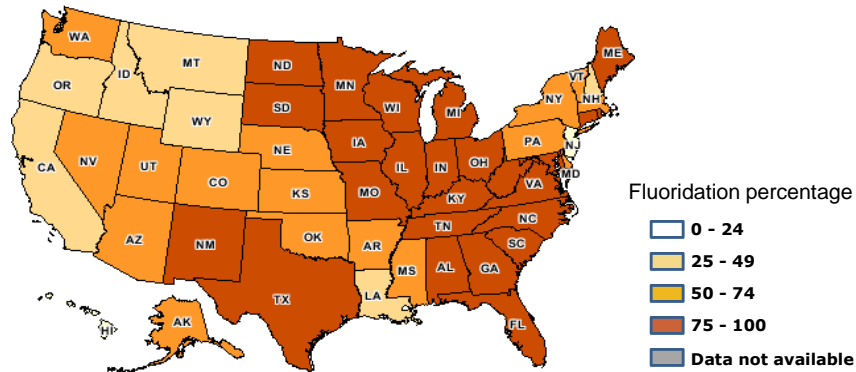 WA
MT
ND
ME
OR
ID
MN
VT
NH
SD
WI
NY
WY
MI
IA
PA
NJ
NE
NV
UT
IL
IN
OH
MD
CA
CO
KS
MO
KY
VA
TN
NC
AZ
NM
OK
AR
SC
MS
AL
GA
TX
LA
FL
AK
HI
Fluoridation percentage
0 - 24
25 - 49
50 - 74
75 - 100
Data not available